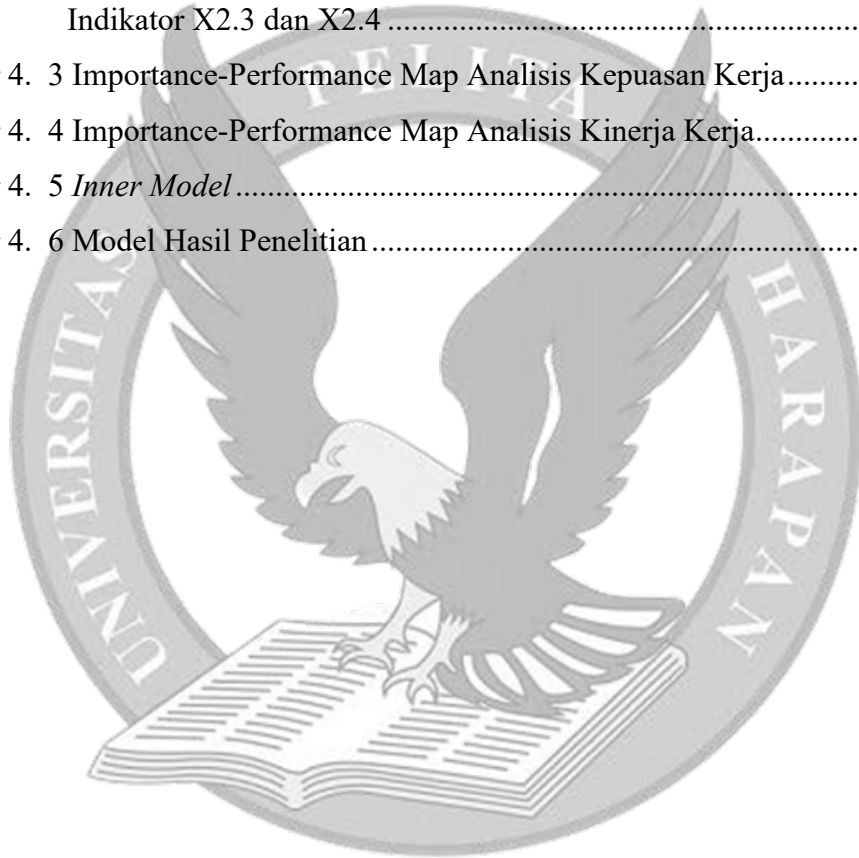 Indikator X2.3 dan X2.4 ........................................................
4. 3 Importance-Performance Map Analisis Kepuasan Kerja.........
4. 4 Importance-Performance Map Analisis Kinerja Kerja.............
4. 5 Inner Model..........................................................................
4. 6 Model Hasil Penelitian..........................................................
UNIVERSITAS PELITA HARAPAN